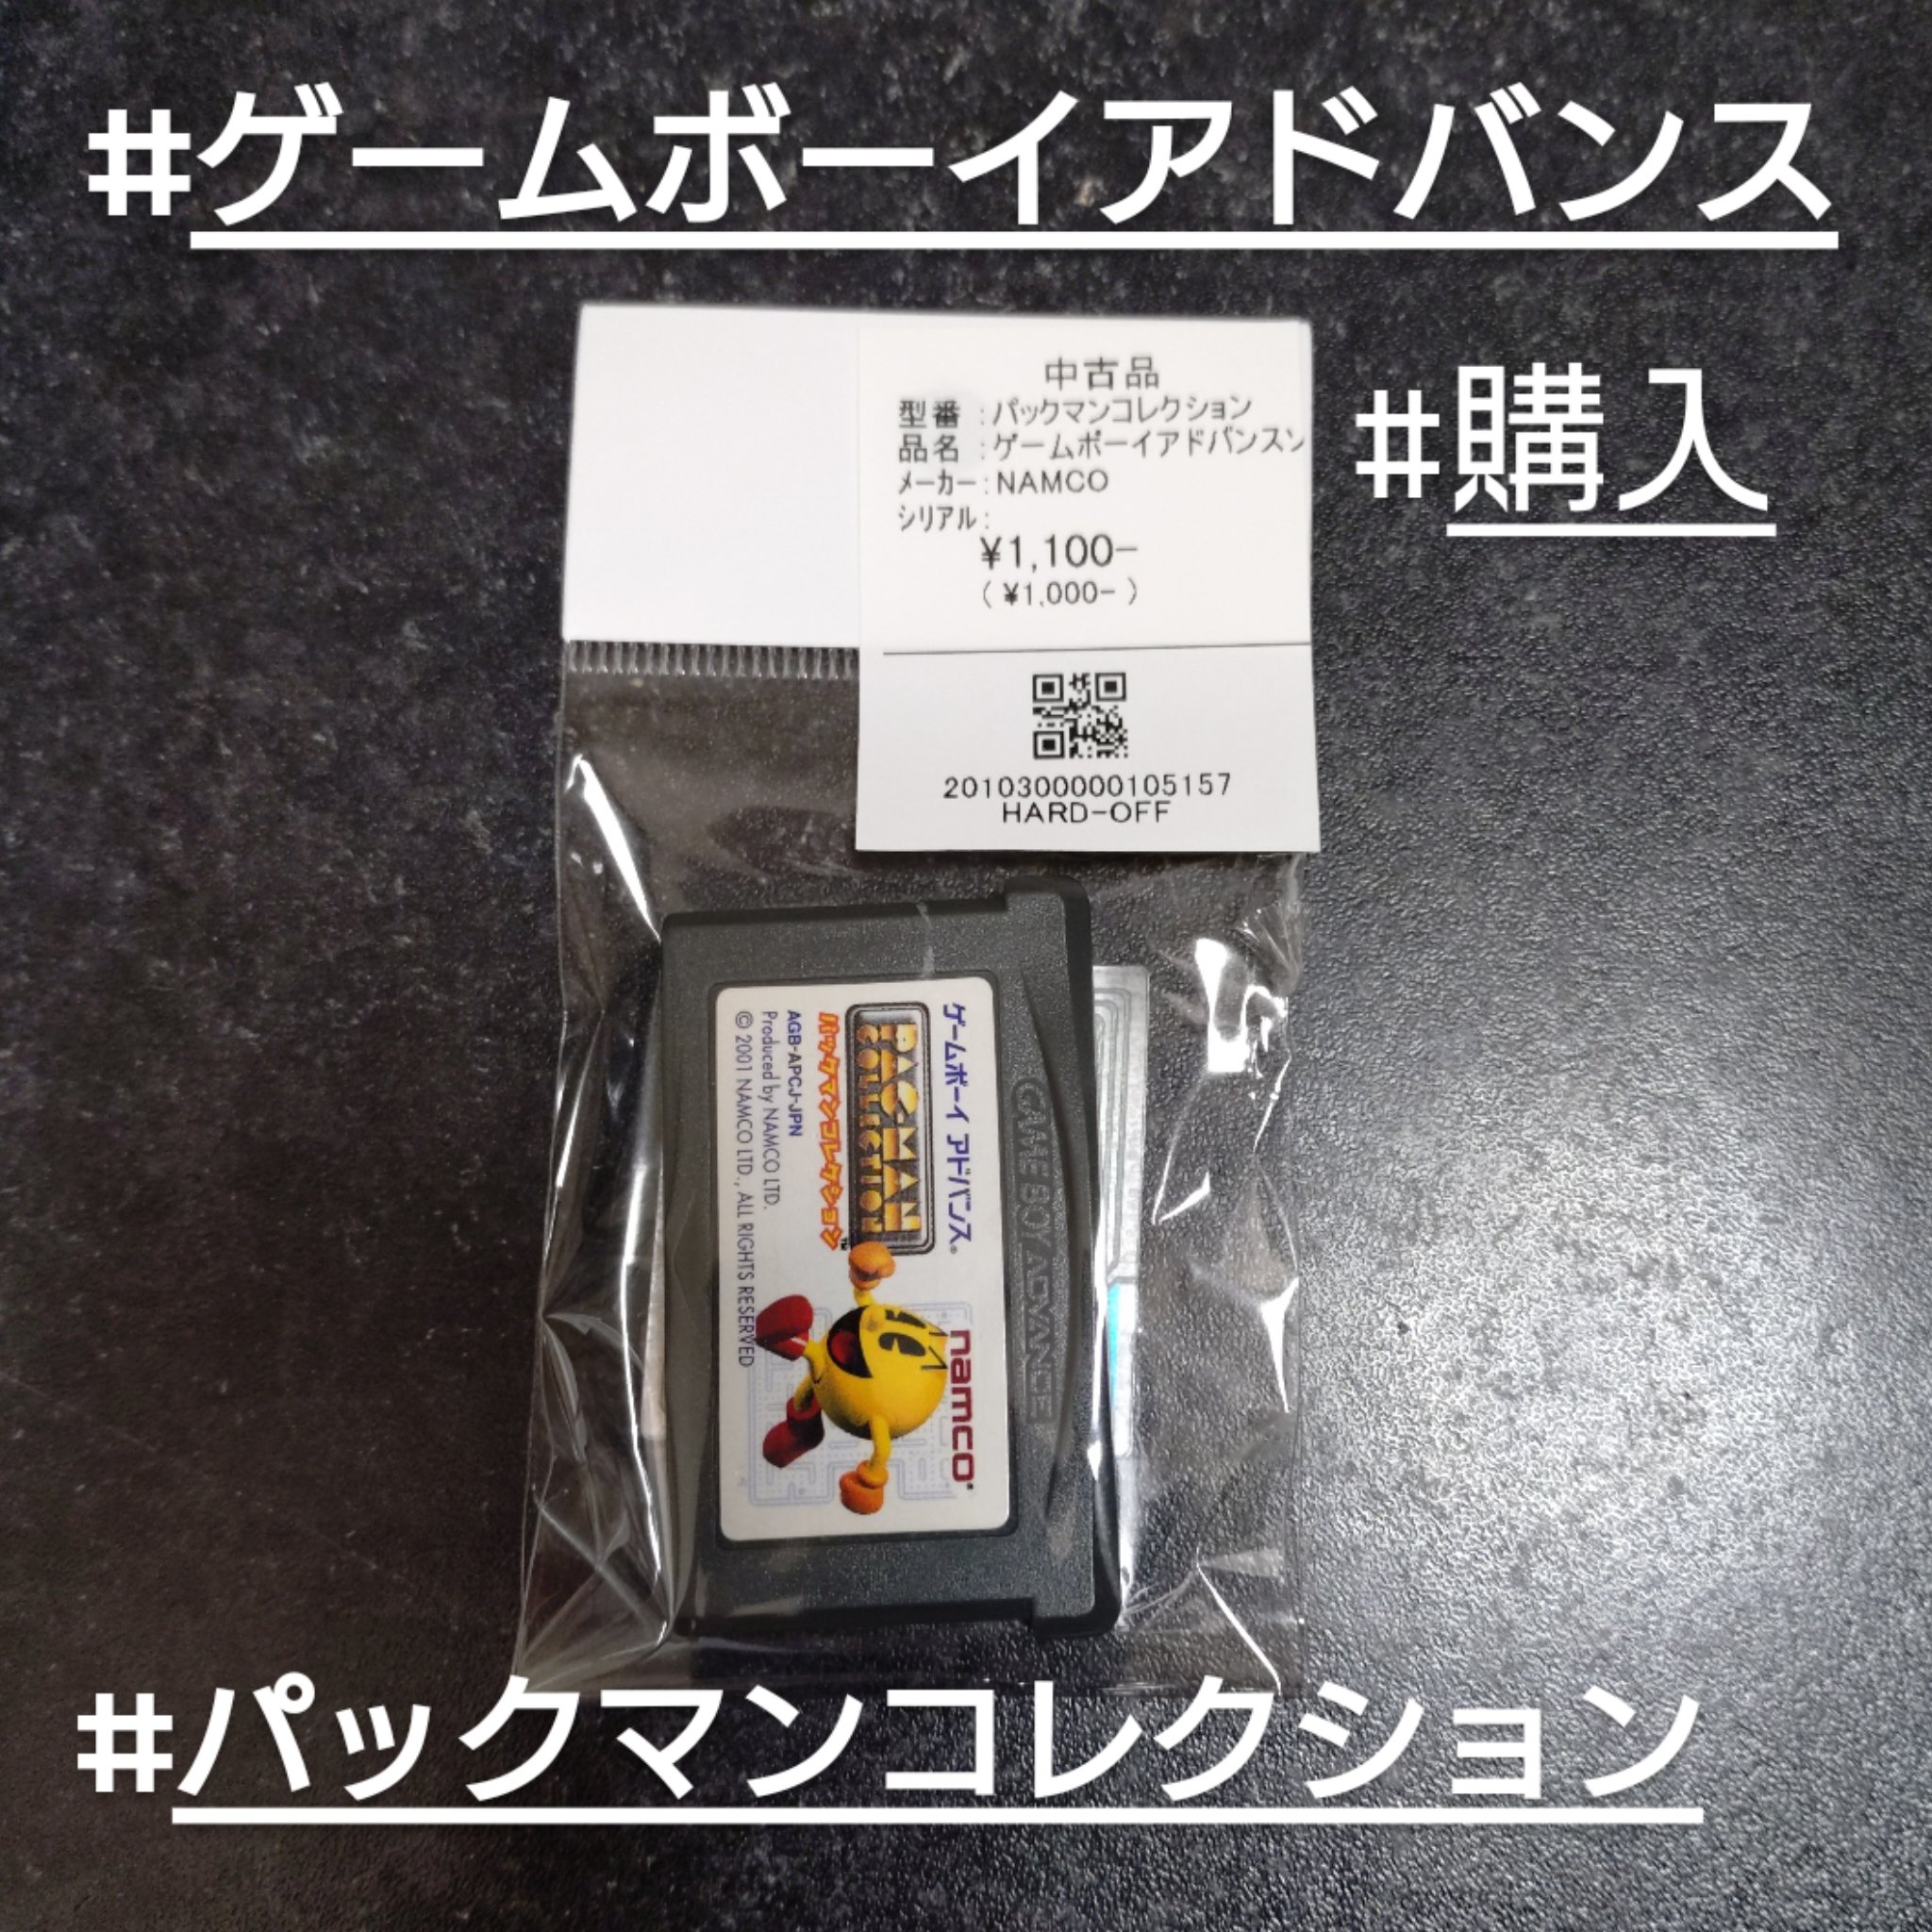 #ゲームボーイアドバンス
#購入
中古品
型番 :パックマンコレクション
品名 :ゲームボーイアドバンスソ
メーカー:NAMCO
シリアル:
¥1,100-
(¥1,000-)
2010300000105157
HARD-OFF
ゲームボーイ アドバンス®
namco®
PAC-MAN
COLLECTION
パックマンコレクション™
AGB-APCJ-JPN
Produced by NAMCO LTD.
© 2001 NAMCO LTD., ALL RIGHTS RESERVED
GAME BOY ADVANCE
#パックマンコレクション